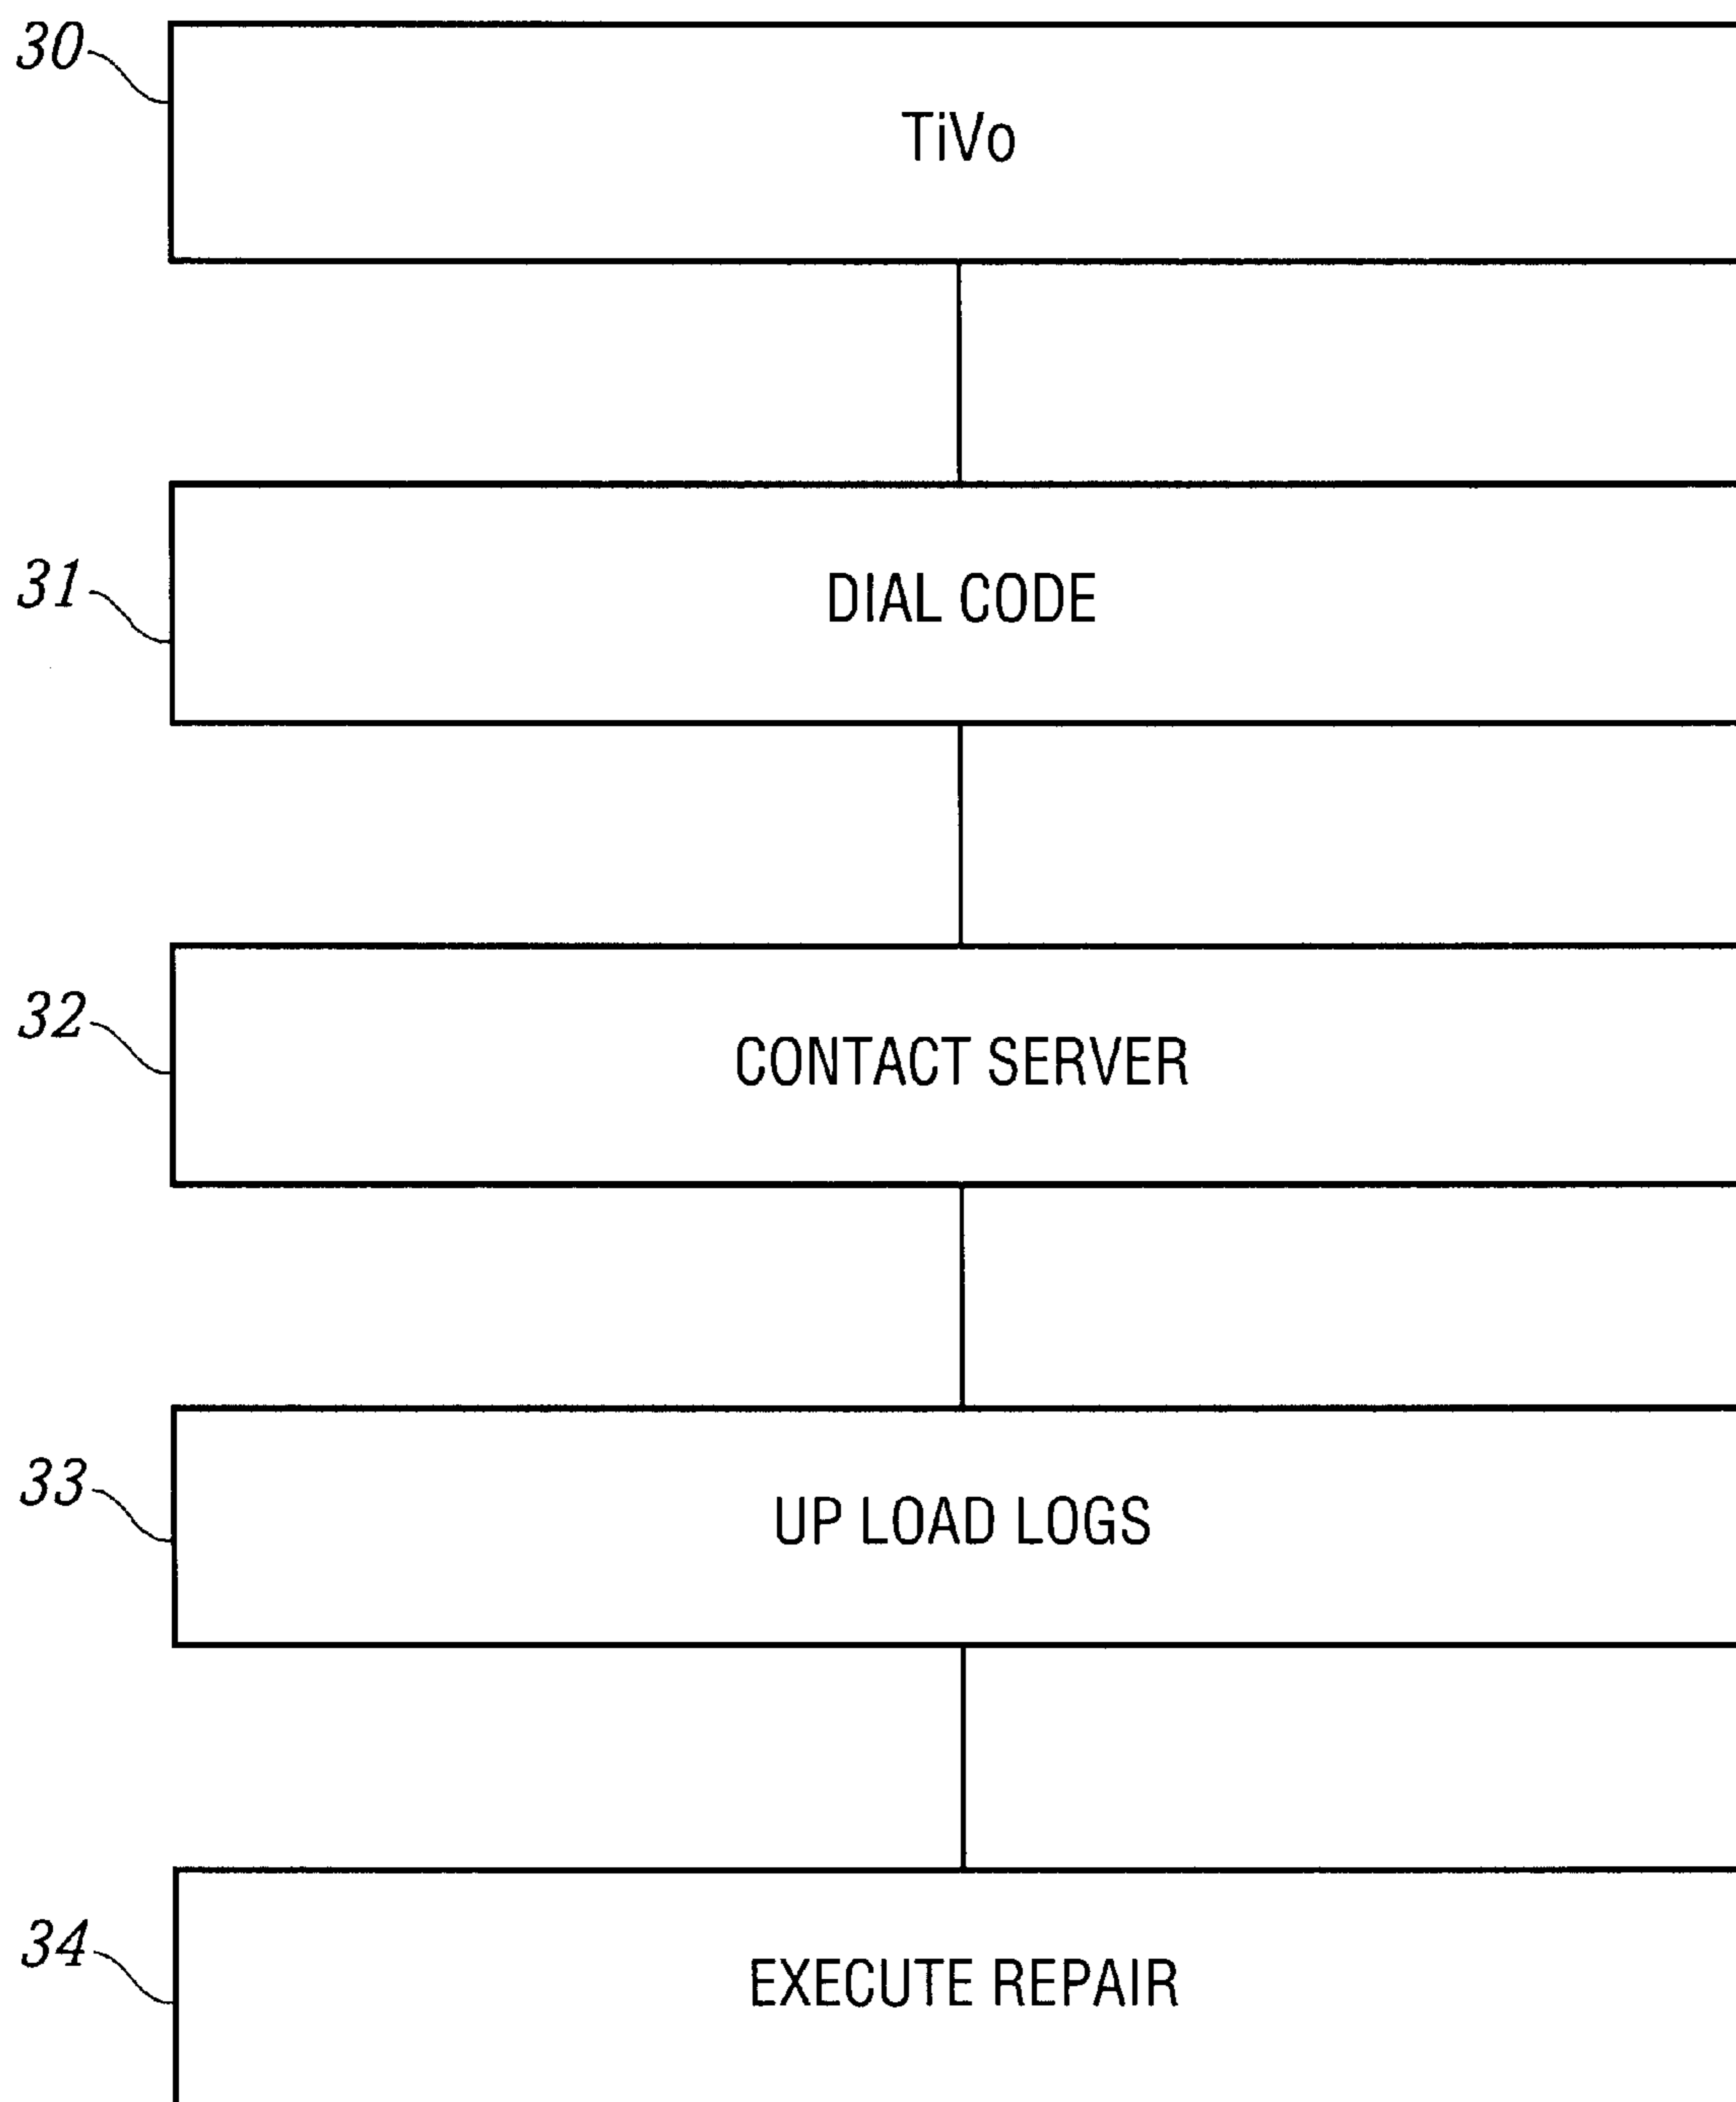 30
TiVo
31
DIAL CODE
32
CONTACT SERVER
33
UP LOAD LOGS
34
EXECUTE REPAIR